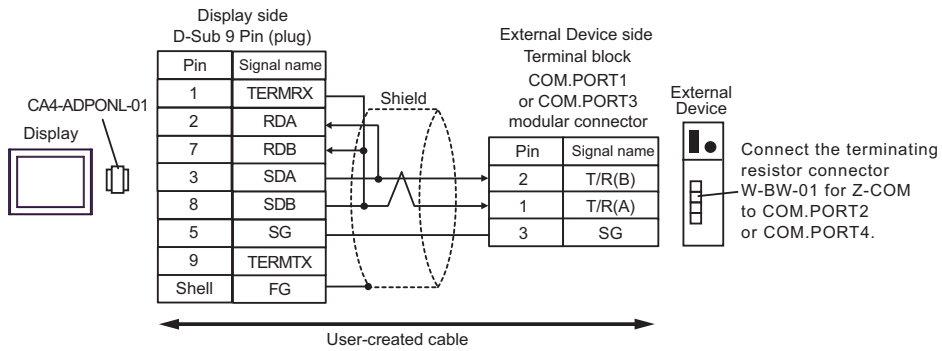 Display side
D-Sub 9 Pin (plug)
Pin Signal name
1 TERMRX
2 RDA
7 RDB
3 SDA
8 SDB
5 SG
9 TERMTX
Shell FG
CA4-ADPONL-01
Display
Shield
External Device side
Terminal block
COM.PORT1
or COM.PORT3
modular connector
Pin Signal name
2 T/R(B)
1 T/R(A)
3 SG
External
Device
Connect the terminating
resistor connector
W-BW-01 for Z-COM
to COM.PORT2
or COM.PORT4.
User-created cable